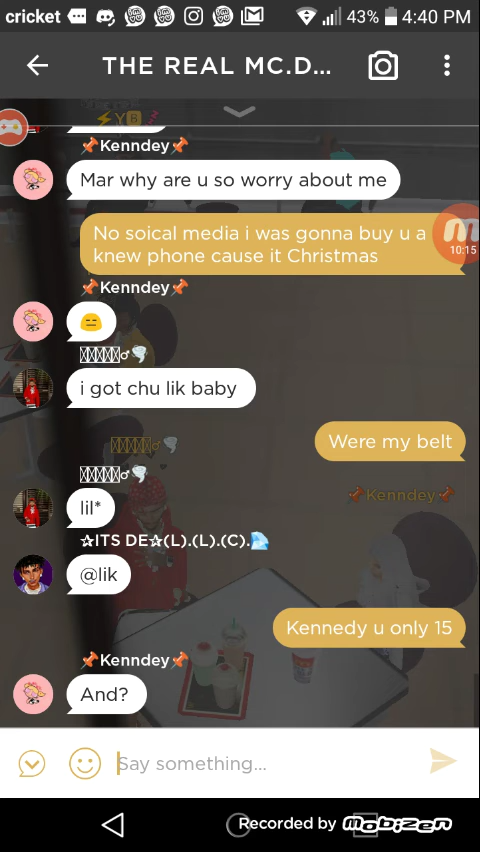 cricket 43% 4:40 PM
THE REAL MC.D...
⚡Y🅱💤
📌Kenndey📌
Mar why are u so worry about me
No soical media i was gonna buy u a
knew phone cause it Christmas
10:15
📌Kenndey📌
😑
♂🌪
i got chu lik baby
Were my belt
♂🌪
♂🌪
lil*
📌Kenndey📌
✰ITS DE✰(L).(L).(C).💎
@lik
Kennedy u only 15
📌Kenndey📌
And?
Say something...
Recorded by mobizen